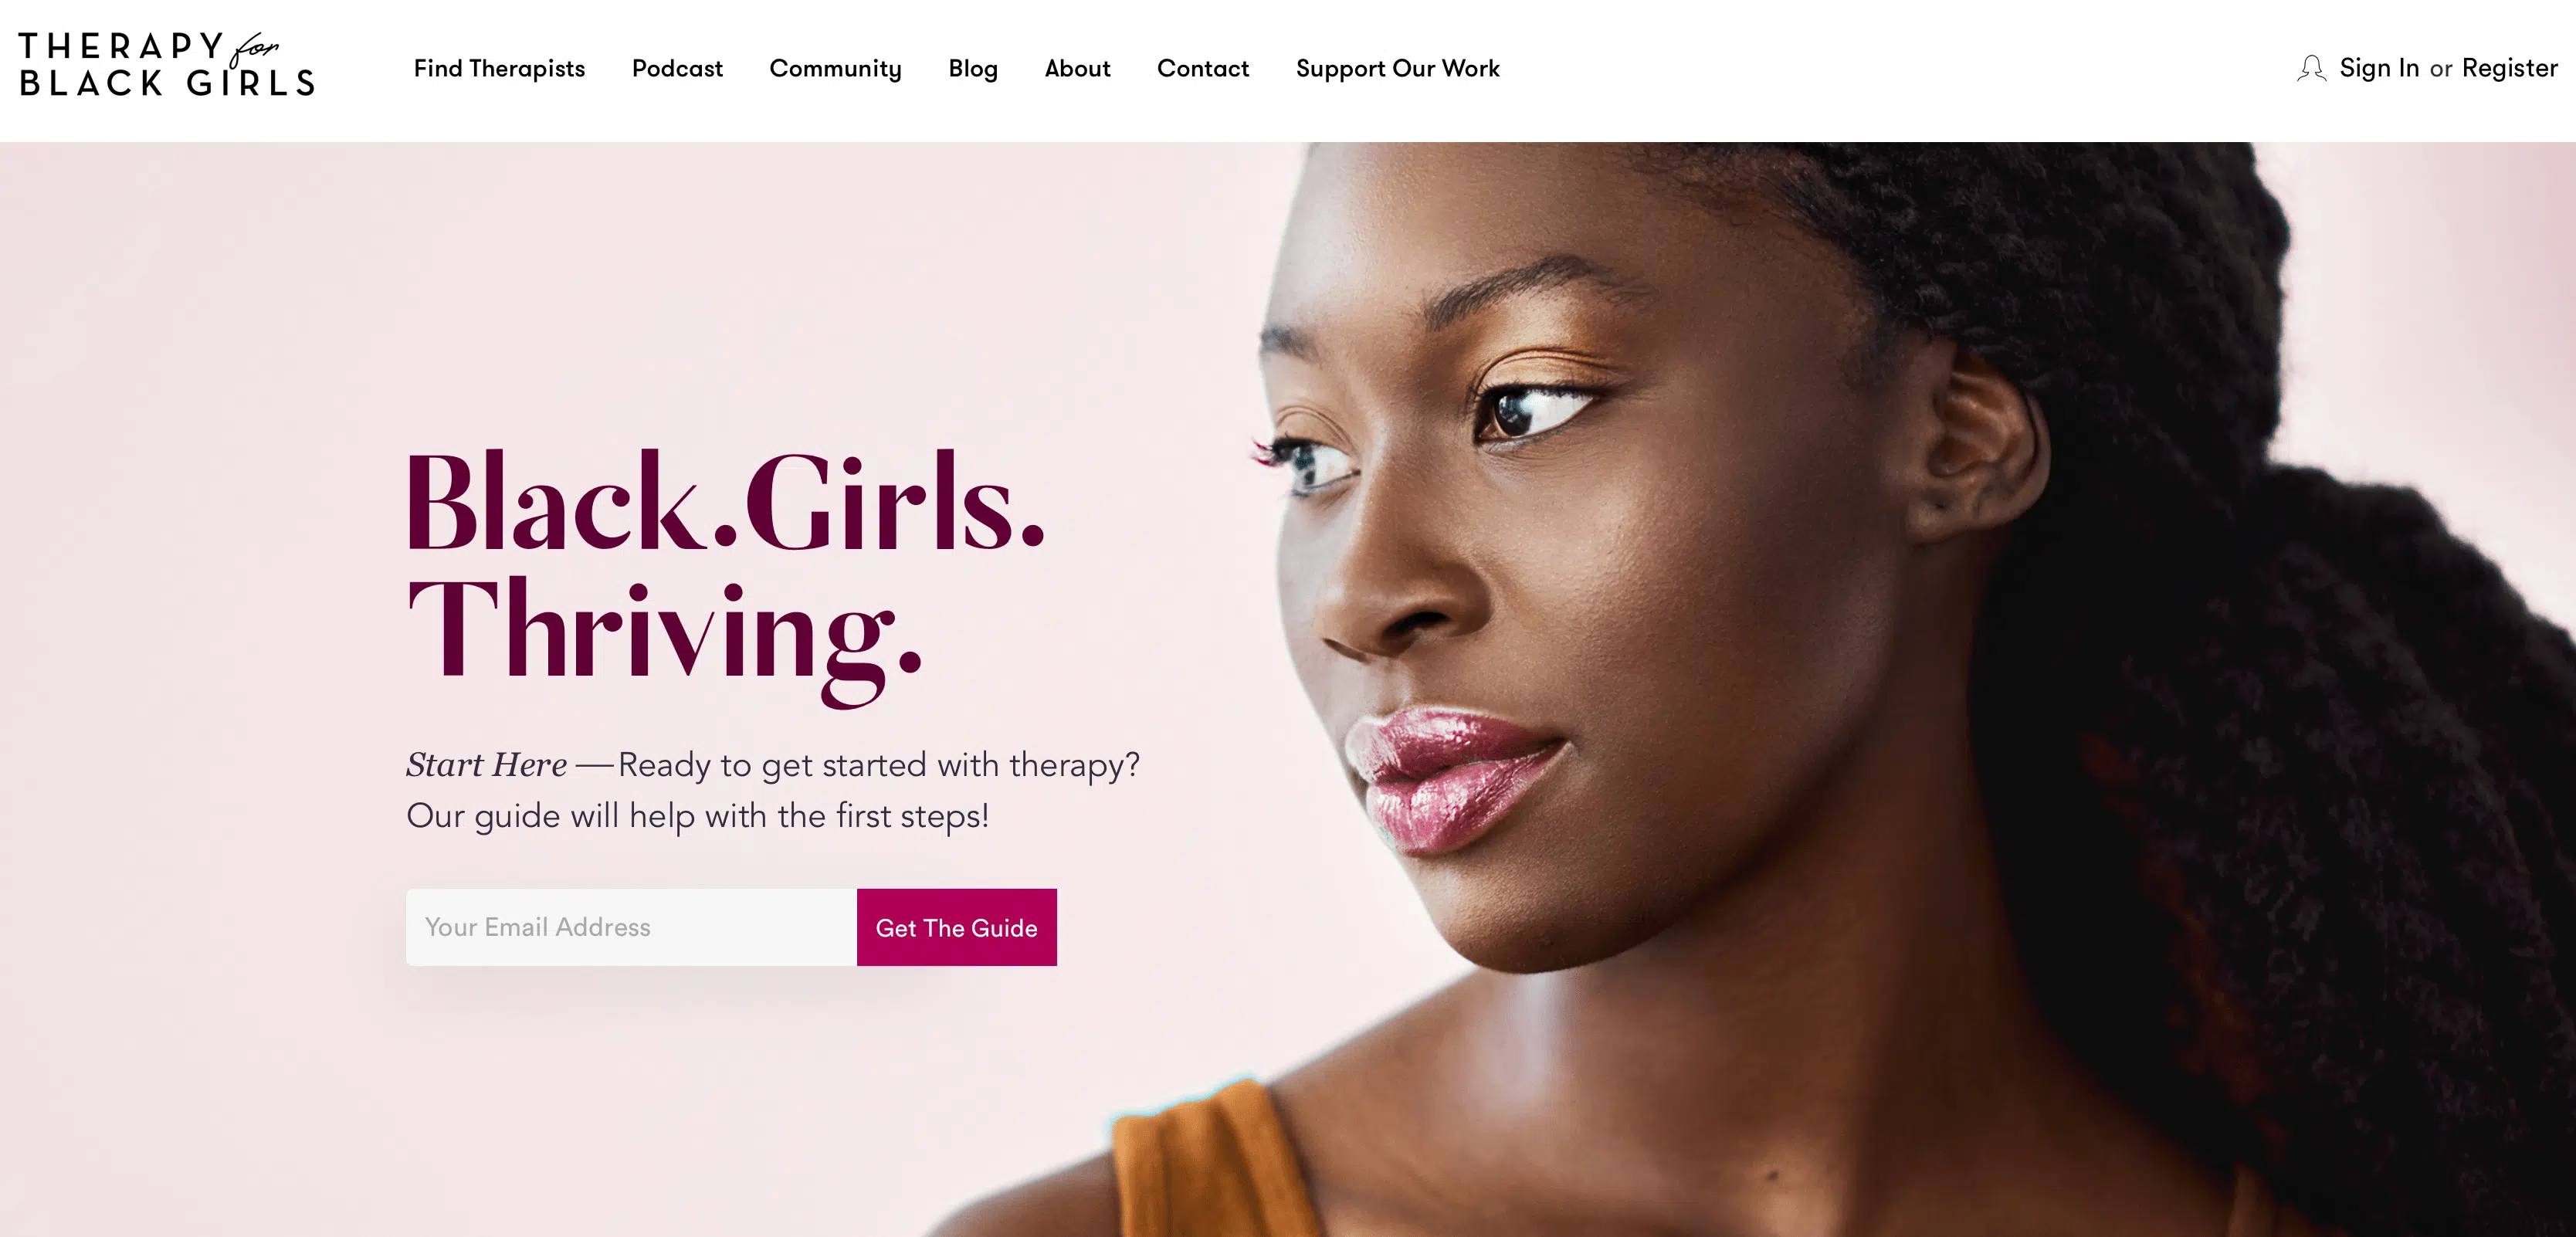 THERAPY for
BLACK GIRLS
Find Therapists
Podcast
Community
Blog
About
Contact
Support Our Work
Sign In or Register
Black.Girls.
Thriving.
Start Here —Ready to get started with therapy?
Our guide will help with the first steps!
Your Email Address
Get The Guide